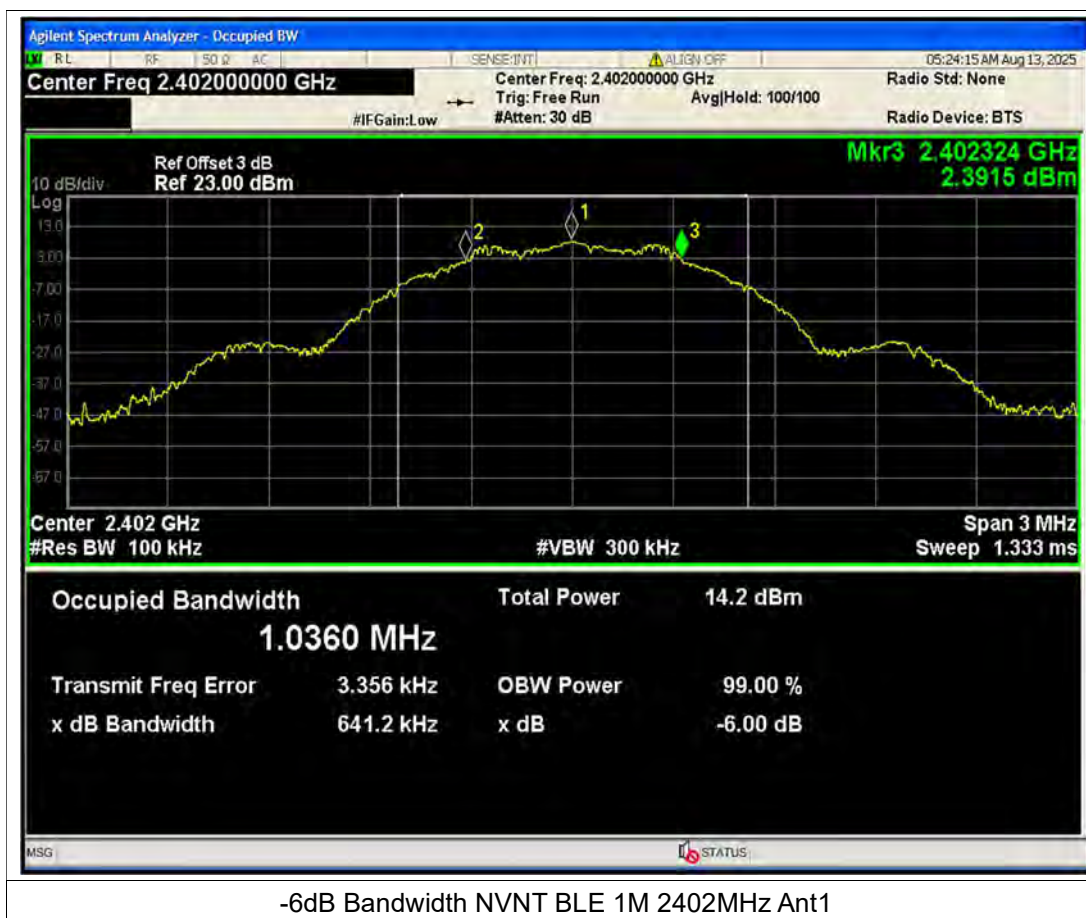 Agilent Spectrum Analyzer - Occupied BW
LXI RL RF 50 Ω AC SENSE:INT ALIGN OFF 05:24:15 AM Aug 13, 2025
Center Freq 2.402000000 GHz Center Freq: 2.402000000 GHz Radio Std: None
Trig: Free Run Avg|Hold: 100/100
#IFGain:Low #Atten: 30 dB Radio Device: BTS
Mkr3 2.402324 GHz
2.3915 dBm
Ref Offset 3 dB
10 dB/div Ref 23.00 dBm
Log
13.0
3.00
-7.00
-17.0
-27.0
-37.0
-47.0
-57.0
-67.0
2
1
3
Center 2.402 GHz Span 3 MHz
#Res BW 100 kHz #VBW 300 kHz Sweep 1.333 ms
Occupied Bandwidth Total Power 14.2 dBm
1.0360 MHz
Transmit Freq Error 3.356 kHz OBW Power 99.00 %
x dB Bandwidth 641.2 kHz x dB -6.00 dB
MSG STATUS
-6dB Bandwidth NVNT BLE 1M 2402MHz Ant1